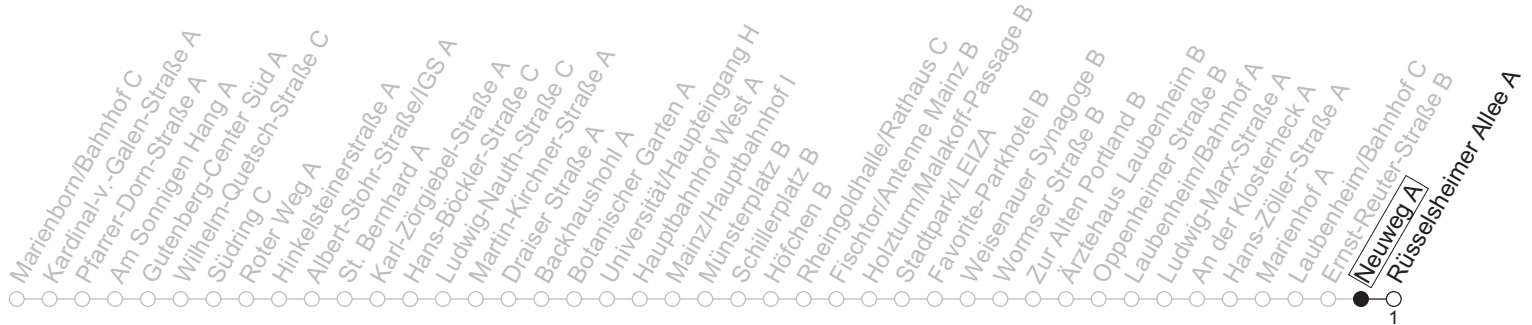 Marienborn/Bahnhof C
Kardinal-v.-Galen-Straße A
Pfarrer-Dorn-Straße A
Am Sonnigen Hang A
Gutenberg-Center Süd A
Wilhelm-Quetsch-Straße C
Südring C
Roter Weg A
Hinkelsteinerstraße A
Albert-Stohr-Straße/IGS A
St. Bernhard A
Karl-Zörgiebel-Straße A
Hans-Böckler-Straße C
Ludwig-Nauth-Straße C
Martin-Kirchner-Straße A
Draiser Straße A
Backhaushohl A
Botanischer Garten A
Universität/Haupteingang H
Hauptbahnhof West A
Mainz/Hauptbahnhof I
Münsterplatz B
Schillerplatz B
Höfchen B
Rheingoldhalle/Rathaus C
Fischtor/Antenne Mainz B
Holzturm/Malakoff-Passage B
Stadtpark/LEIZA
Favorite-Parkhotel B
Weisenauer Synagoge B
Wormser Straße B
Zur Alten Portland B
Ärztehaus Laubenheim B
Oppenheimer Straße B
Laubenheim/Bahnhof A
Ludwig-Marx-Straße A
An der Klosterheck A
Hans-Zöller-Straße A
Marienhof A
Laubenheim/Bahnhof C
Ernst-Reuter-Straße B
Neuweg A
Rüsselsheimer Allee A
1